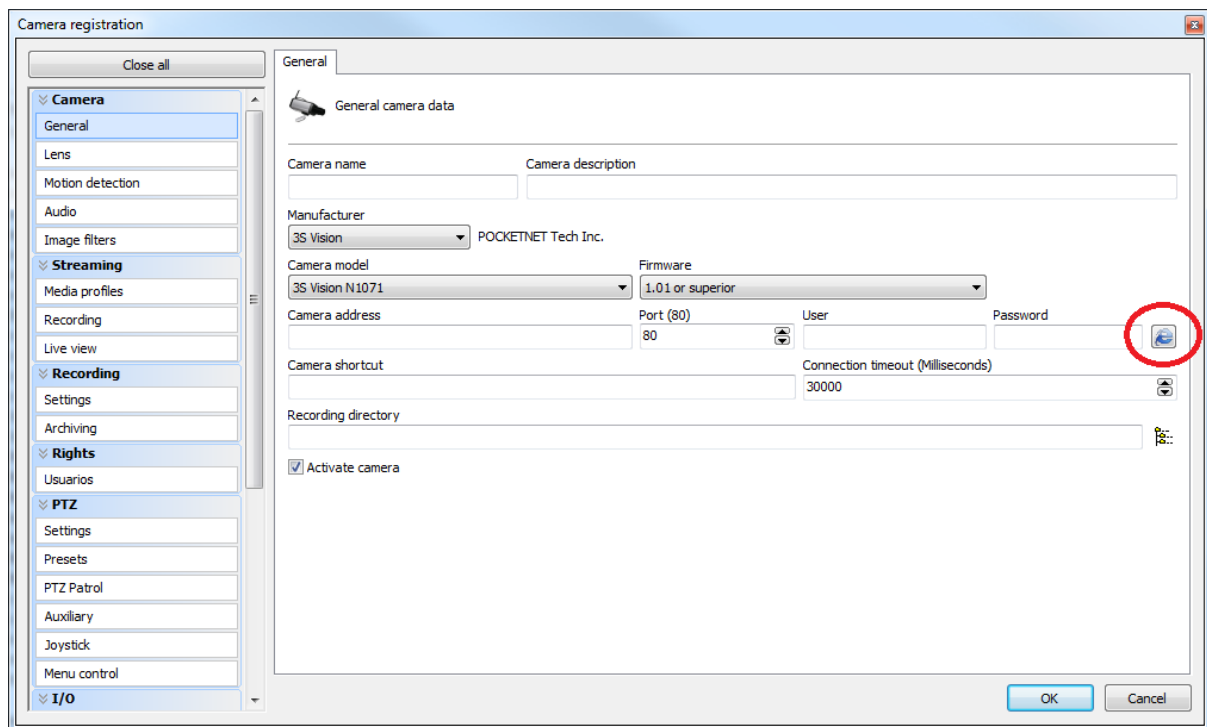 Camera registration
Close all
Camera
General
Lens
Motion detection
Audio
Image filters
Streaming
Media profiles
Recording
Live view
Recording
Settings
Archiving
Rights
Usuarios
PTZ
Settings
Presets
PTZ Patrol
Auxiliary
Joystick
Menu control
I/O
General
General camera data
Camera name Camera description
Manufacturer
3S Vision POCKETNET Tech Inc.
Camera model Firmware
3S Vision N1071 1.01 or superior
Camera address Port (80) User Password
80
Camera shortcut Connection timeout (Milliseconds)
30000
Recording directory
Activate camera
OK Cancel